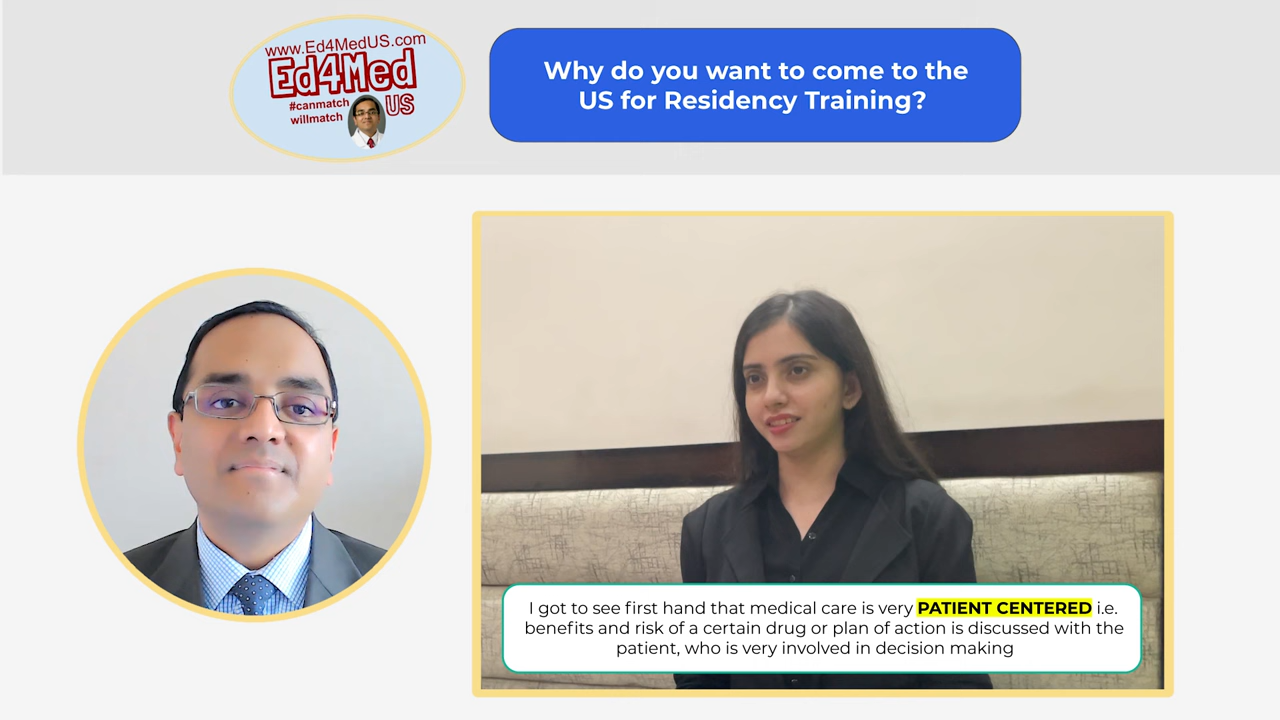 www.Ed4MedUS.com
Ed4Med
#canmatch
US
willmatch
Why do you want to come to the
US for Residency Training?
I got to see first hand that medical care is very PATIENT CENTERED i.e.
benefits and risk of a certain drug or plan of action is discussed with the
patient, who is very involved in decision making